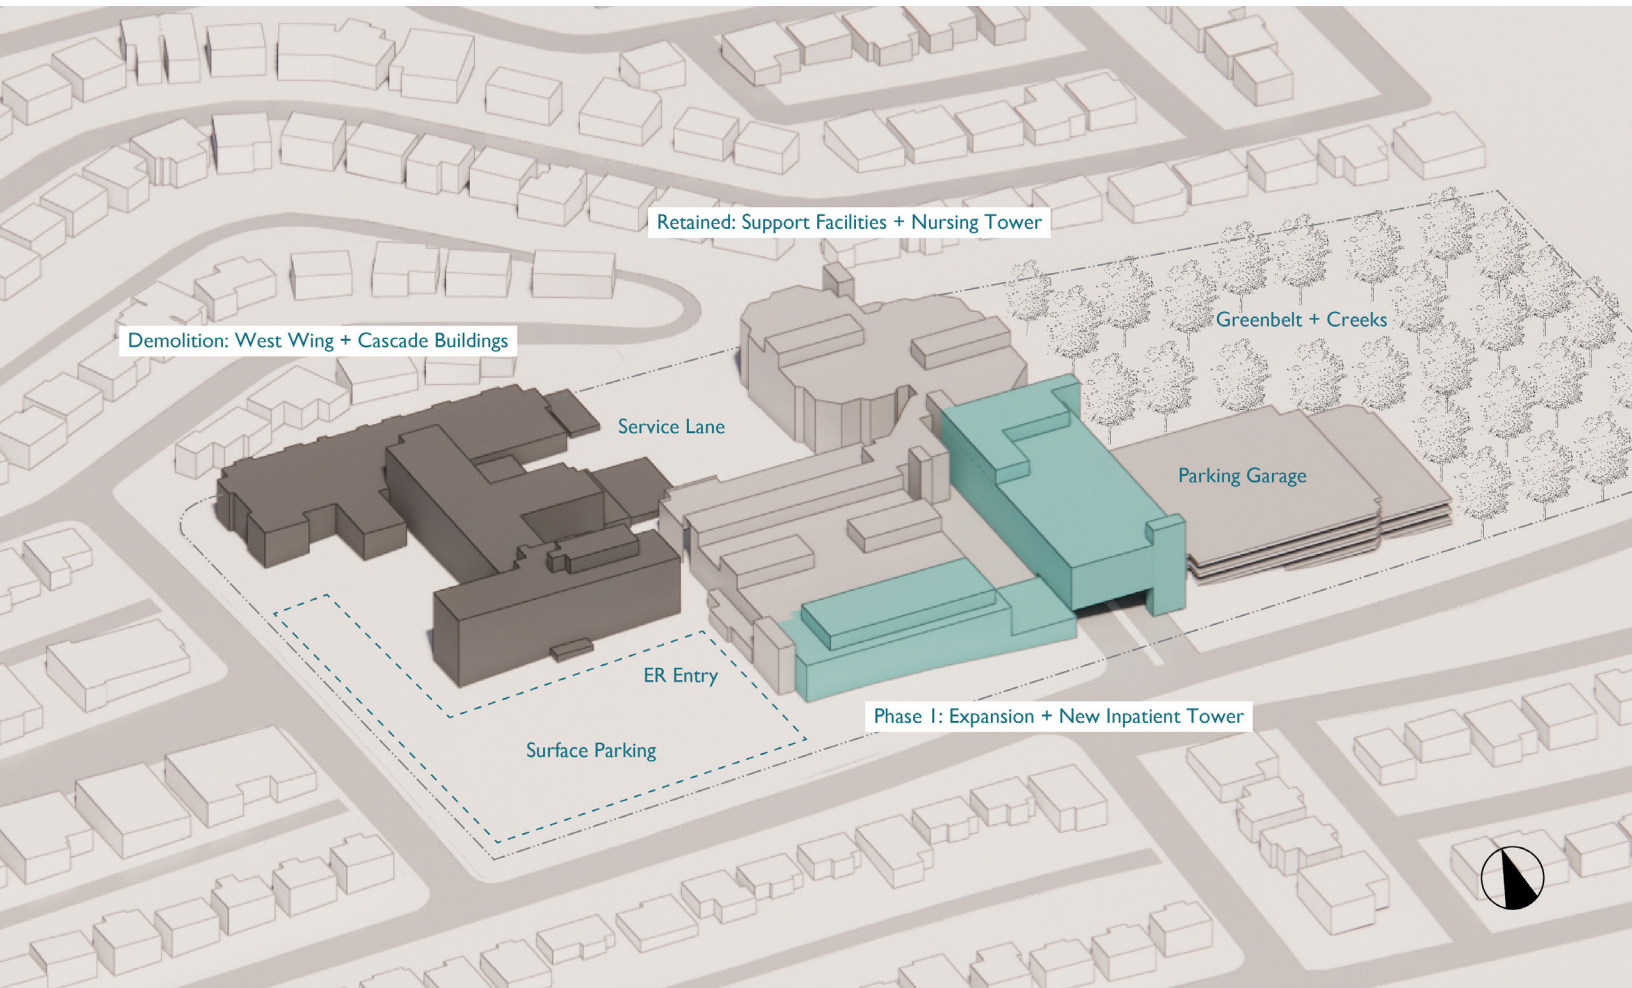 Retained: Support Facilities + Nursing Tower
Greenbelt + Creeks
Demolition: West Wing + Cascade Buildings
Service Lane
Parking Garage
ER Entry
Phase 1: Expansion + New Inpatient Tower
Surface Parking